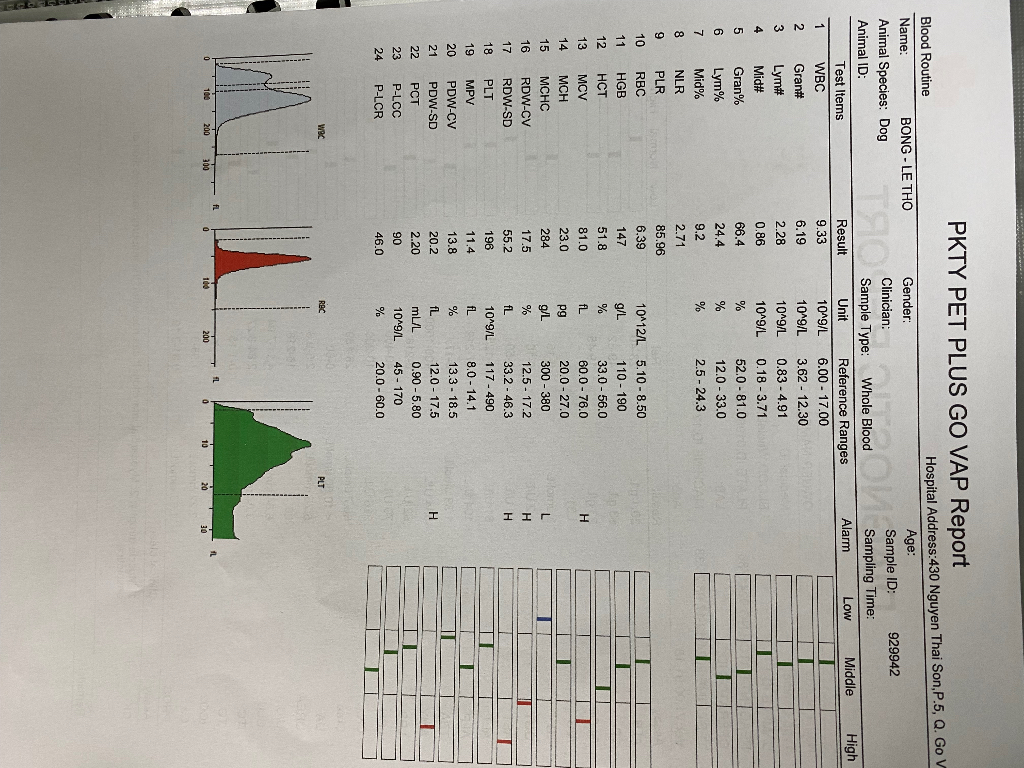 PKTY PET PLUS GO VAP Report
Hospital Address:430 Nguyen Thai Son,P.5, Q. Go V
Blood Routine
Name: BONG - LE THO Gender: Age:
Animal Species: Dog Clinician: Sample ID: 929942
Animal ID: Sample Type: Whole Blood Sampling Time:
Test Items Result Unit Reference Ranges Alarm Low Middle High
1 WBC 9.33 10^9/L 6.00 - 17.00
2 Gran# 6.19 10^9/L 3.62 - 12.30
3 Lym# 2.28 10^9/L 0.83 - 4.91
4 Mid# 0.86 10^9/L 0.18 - 3.71
5 Gran% 66.4 % 52.0 - 81.0
6 Lym% 24.4 % 12.0 - 33.0
7 Mid% 9.2 % 2.5 - 24.3
8 NLR 2.71
9 PLR 85.96
10 RBC 6.39 10^12/L 5.10 - 8.50
11 HGB 147 g/L 110 - 190
12 HCT 51.8 % 33.0 - 56.0
13 MCV 81.0 fL 60.0 - 76.0 H
14 MCH 23.0 pg 20.0 - 27.0
15 MCHC 284 g/L 300 - 380 L
16 RDW-CV 17.5 % 12.5 - 17.2 H
17 RDW-SD 55.2 fL 33.2 - 46.3 H
18 PLT 196 10^9/L 117 - 490
19 MPV 11.4 fL 8.0 - 14.1
20 PDW-CV 13.8 % 13.3 - 18.5
21 PDW-SD 20.2 fL 12.0 - 17.5 H
22 PCT 2.20 mL/L 0.90 - 5.80
23 P-LCC 90 10^9/L 45 - 170
24 P-LCR 46.0 % 20.0 - 60.0
WBC RBC PLT
0 100 200 300 fL 0 100 200 fL 0 10 20 30 fL